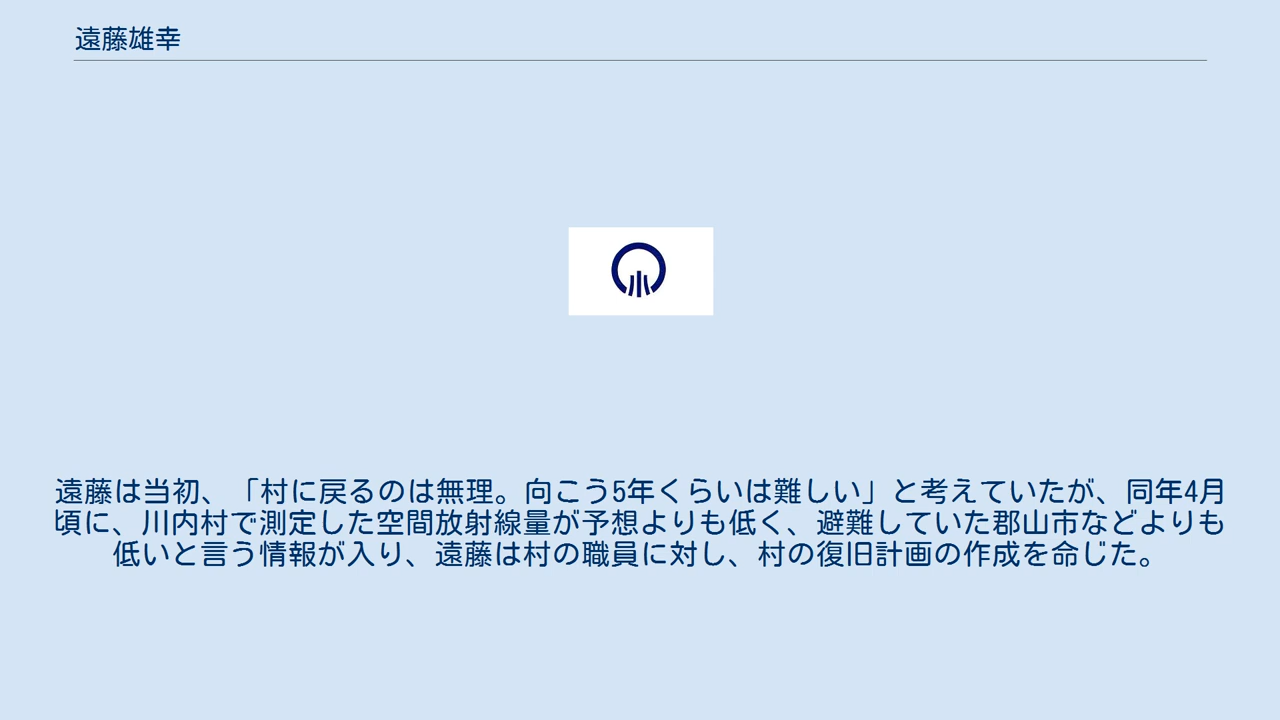 遠藤雄幸
遠藤は当初、「村に戻るのは無理。向こう5年くらいは難しい」と考えていたが、同年4月
頃に、川内村で測定した空間放射線量が予想よりも低く、避難していた郡山市などよりも
低いと言う情報が入り、遠藤は村の職員に対し、村の復旧計画の作成を命じた。